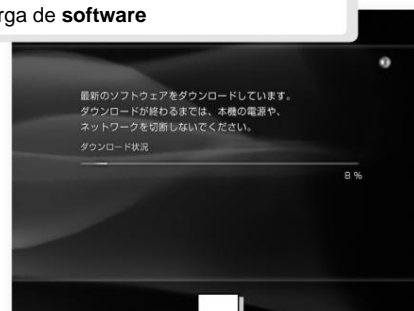 rga de software
最新のソフトウェアをダウンロードしています。
ダウンロードが終わるまでは、本機の電源や、
ネットワークを切断しないでください。
ダウンロード状況
8 %